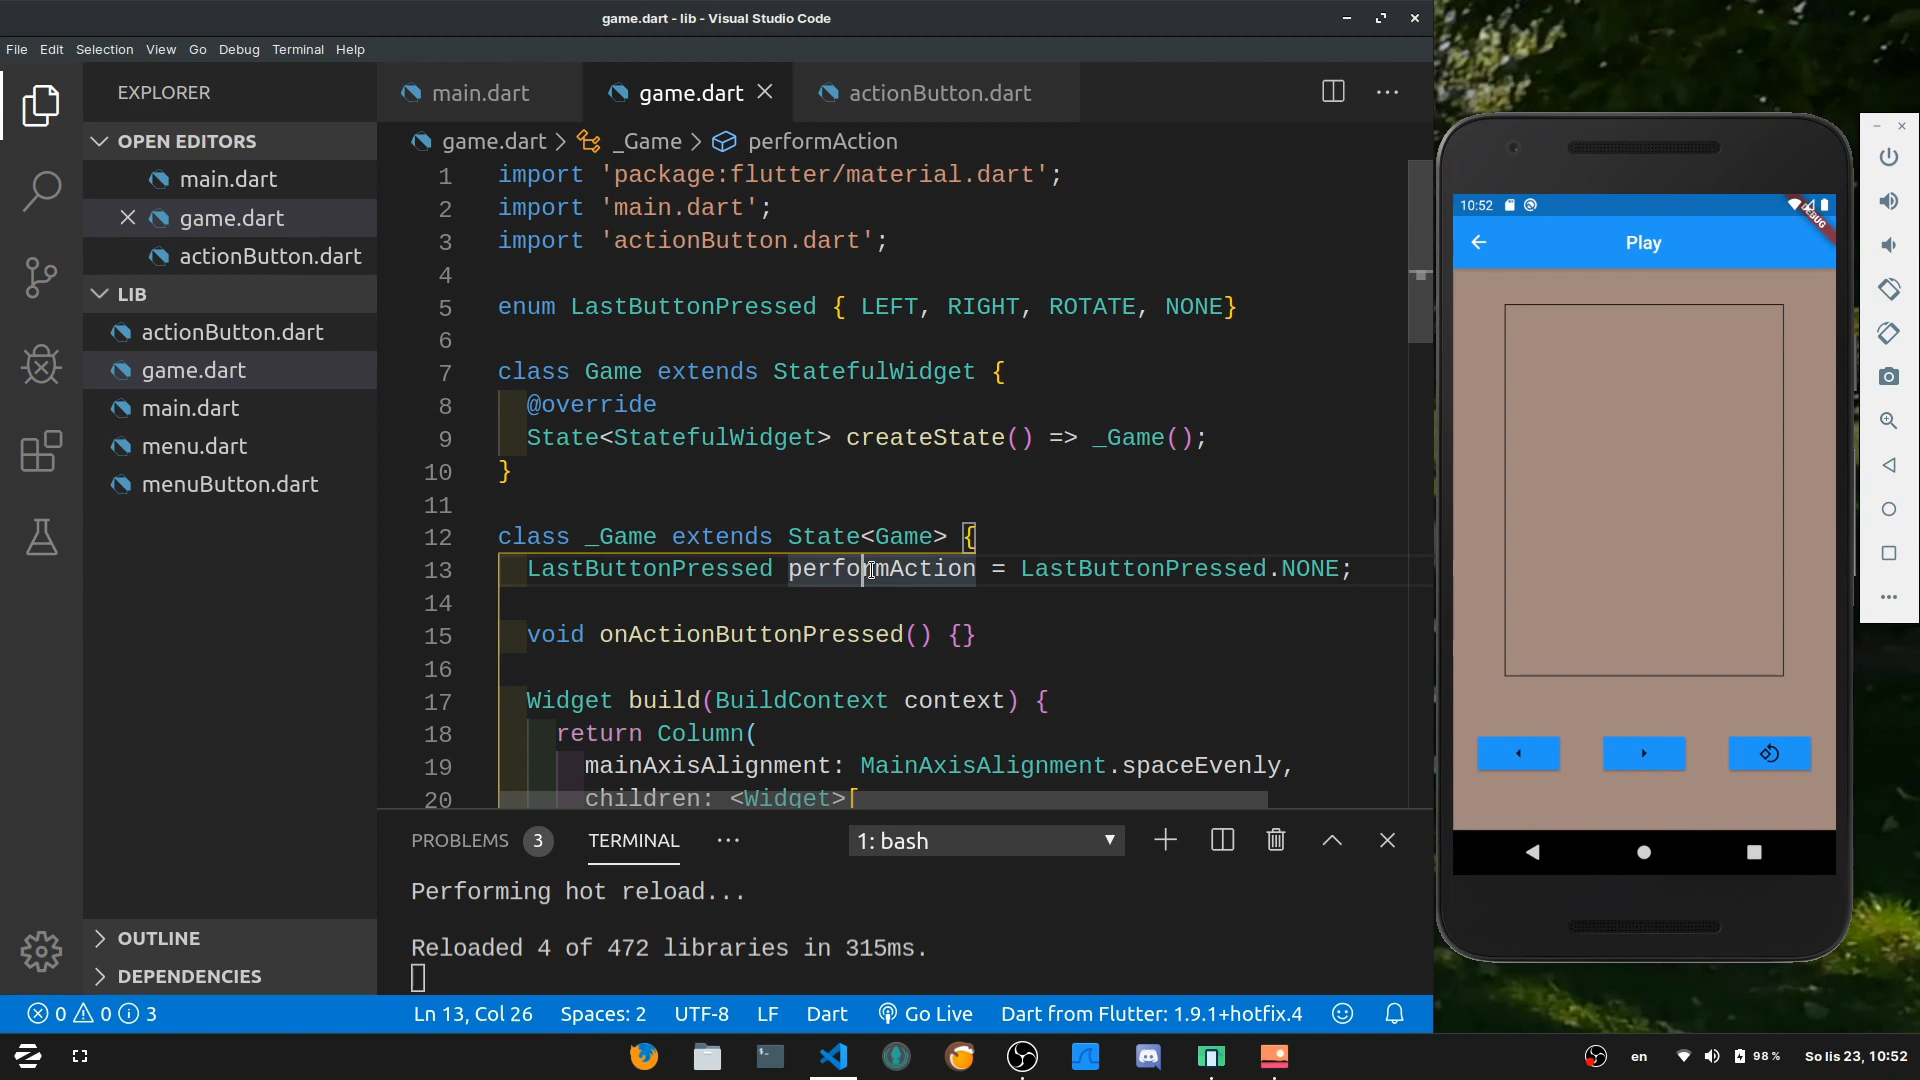 game.dart - lib - Visual Studio Code
File Edit Selection View Go Debug Terminal Help
EXPLORER
OPEN EDITORS
main.dart
game.dart
actionButton.dart
LIB
actionButton.dart
game.dart
main.dart
menu.dart
menuButton.dart
OUTLINE
DEPENDENCIES
main.dart game.dart actionButton.dart
game.dart > _Game > performAction
1 import 'package:flutter/material.dart';
2 import 'main.dart';
3 import 'actionButton.dart';
4
5 enum LastButtonPressed { LEFT, RIGHT, ROTATE, NONE}
6
7 class Game extends StatefulWidget {
8 @override
9 State<StatefulWidget> createState() => _Game();
10 }
11
12 class _Game extends State<Game> {
13 LastButtonPressed performAction = LastButtonPressed.NONE;
14
15 void onActionButtonPressed() {}
16
17 Widget build(BuildContext context) {
18 return Column(
19 mainAxisAlignment: MainAxisAlignment.spaceEvenly,
20 children: <Widget>[
PROBLEMS 3 TERMINAL ... 1: bash
Performing hot reload...
Reloaded 4 of 472 libraries in 315ms.
0 0 3 Ln 13, Col 26 Spaces: 2 UTF-8 LF Dart Go Live Dart from Flutter: 1.9.1+hotfix.4
10:52
DEBUG
Play
en 98% So lis 23, 10:52